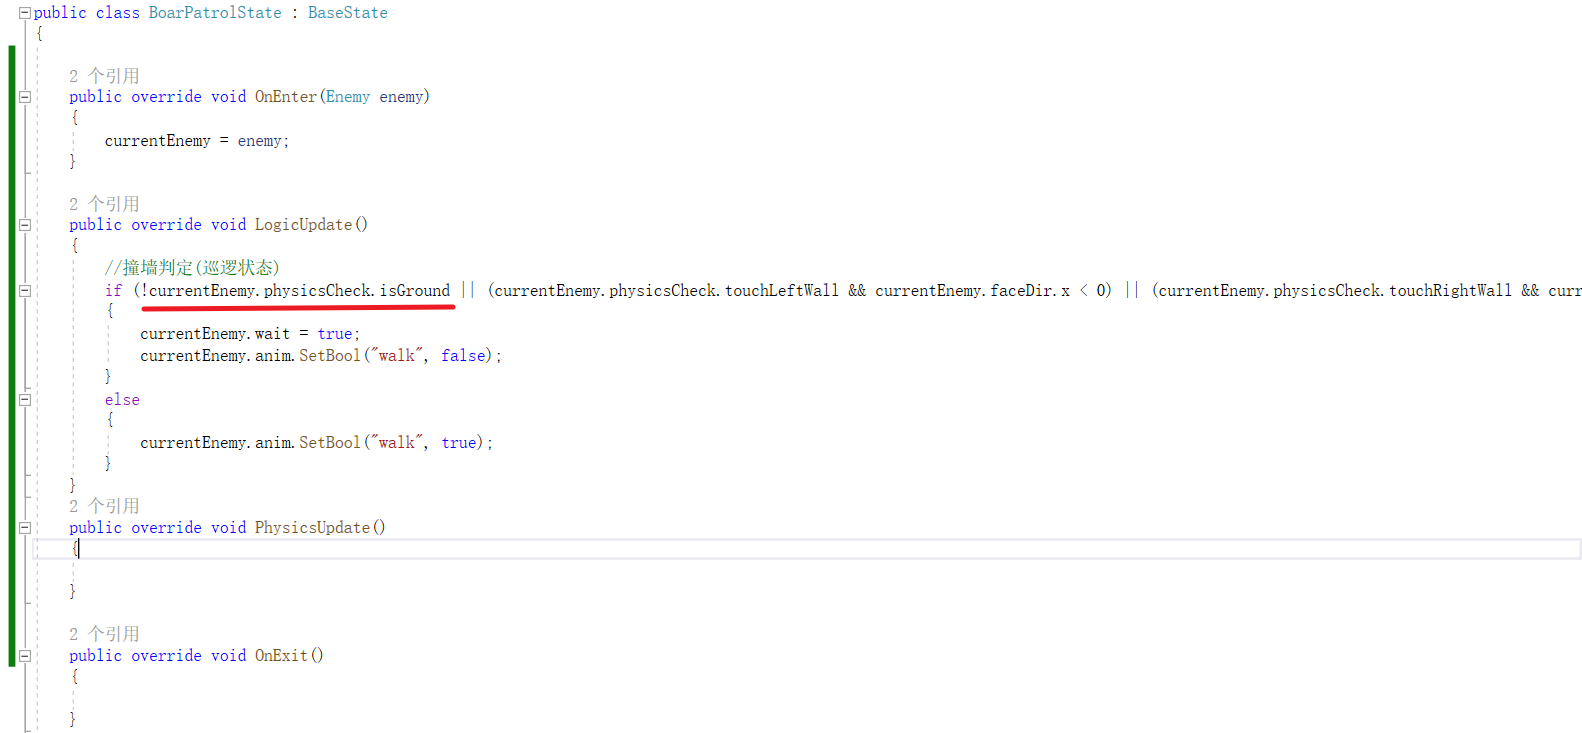 public class BoarPatrolState : BaseState
{
2 个引用
public override void OnEnter(Enemy enemy)
{
currentEnemy = enemy;
}
2 个引用
public override void LogicUpdate()
{
//撞墙判定(巡逻状态)
if (!currentEnemy.physicsCheck.isGround || (currentEnemy.physicsCheck.touchLeftWall && currentEnemy.faceDir.x < 0) || (currentEnemy.physicsCheck.touchRightWall && curr
{
currentEnemy.wait = true;
currentEnemy.anim.SetBool("walk", false);
}
else
{
currentEnemy.anim.SetBool("walk", true);
}
}
2 个引用
public override void PhysicsUpdate()
{
}
2 个引用
public override void OnExit()
{
}